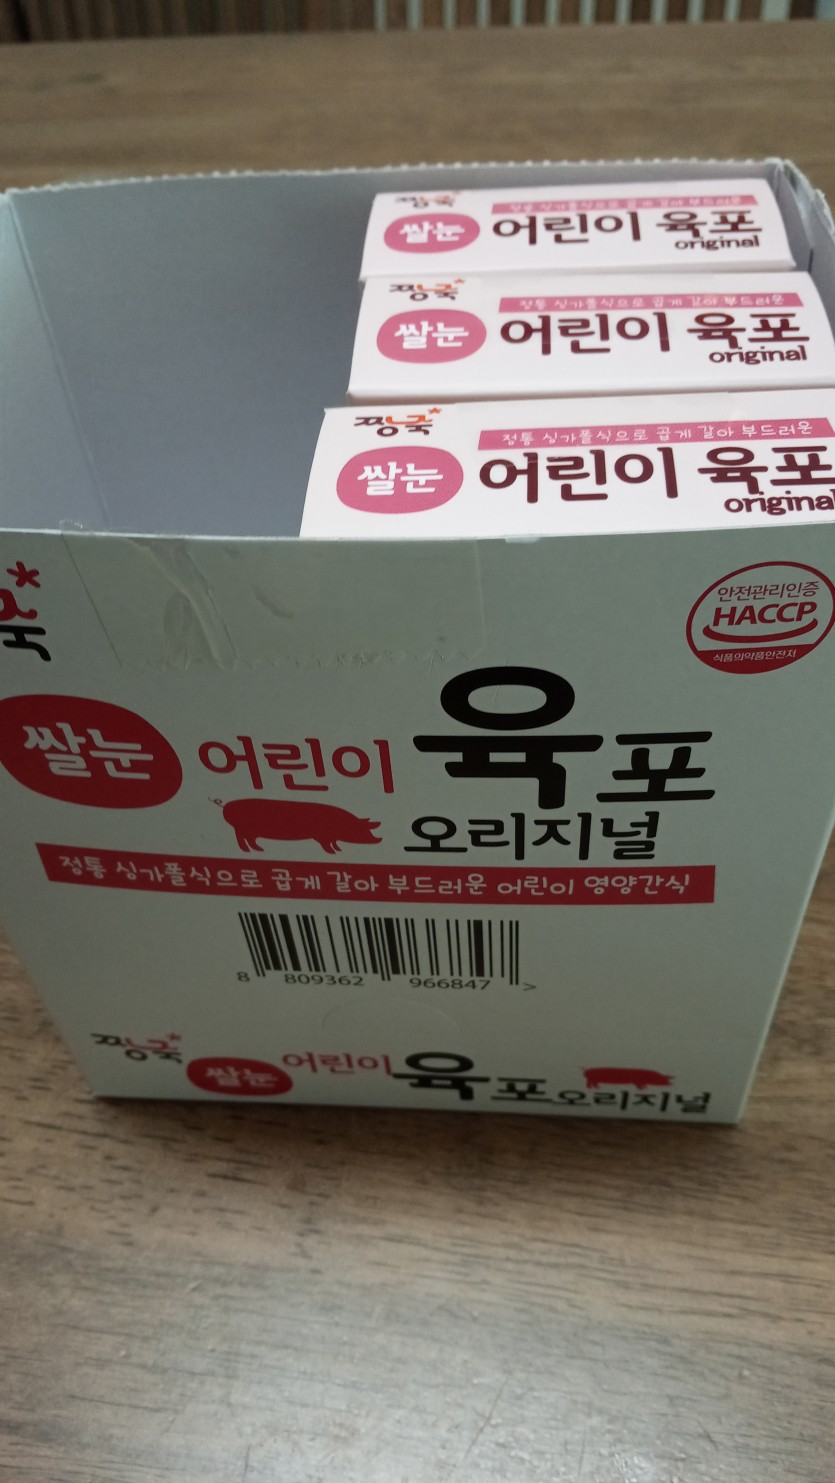 짱죽
쌀눈 어린이 육포
original
짱죽
정통 싱가폴식으로 곱게 갈아 부드러운
쌀눈 어린이 육포
original
짱죽
정통 싱가폴식으로 곱게 갈아 부드러운
쌀눈 어린이 육포
original
안전관리인증
HACCP
식품의약품안전처
쌀눈 어린이 육포
오리지널
정통 싱가폴식으로 곱게 갈아 부드러운 어린이 영양간식
8 809362 966847 >
짱죽 쌀눈 어린이 육포 오리지널